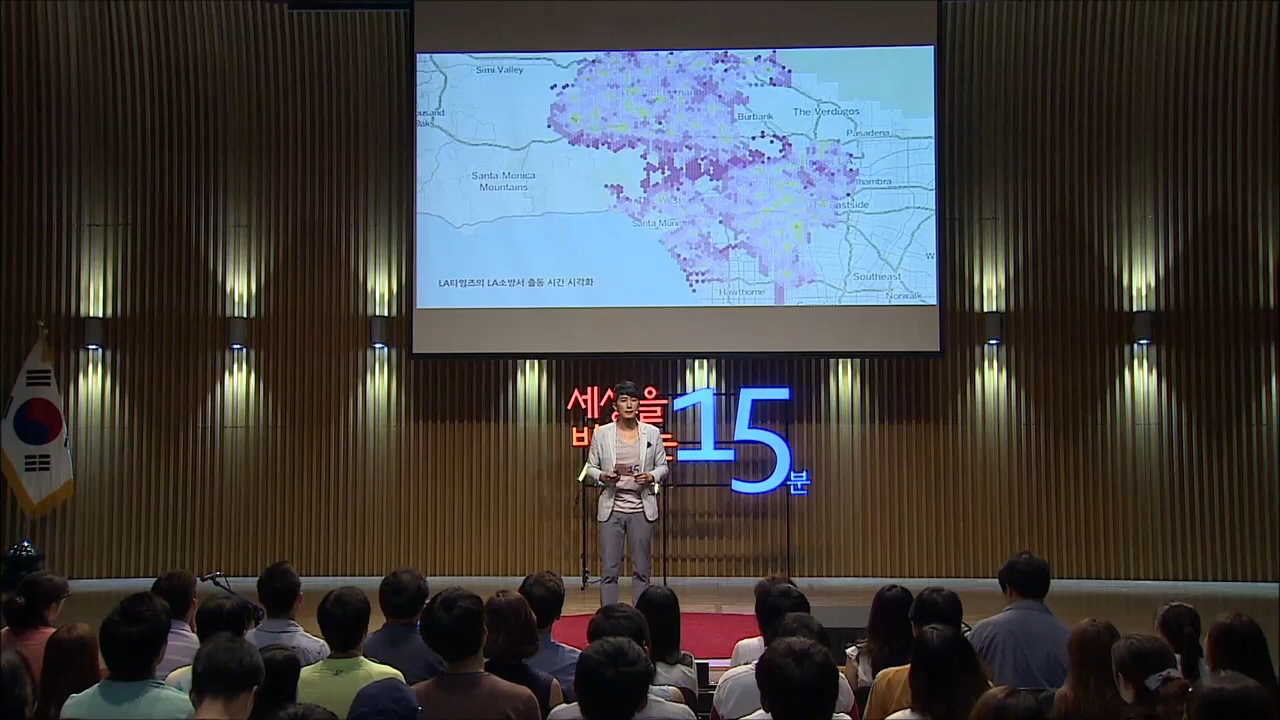 Simi Valley
Burbank
The Verdugos
Pasadena
Santa Monica
Mountains
Santa Monica
Eastside
Southeast
Hawthorne
Norwalk
LA타임즈의 LA소방서 출동 시간 시각화
세상을
15
분